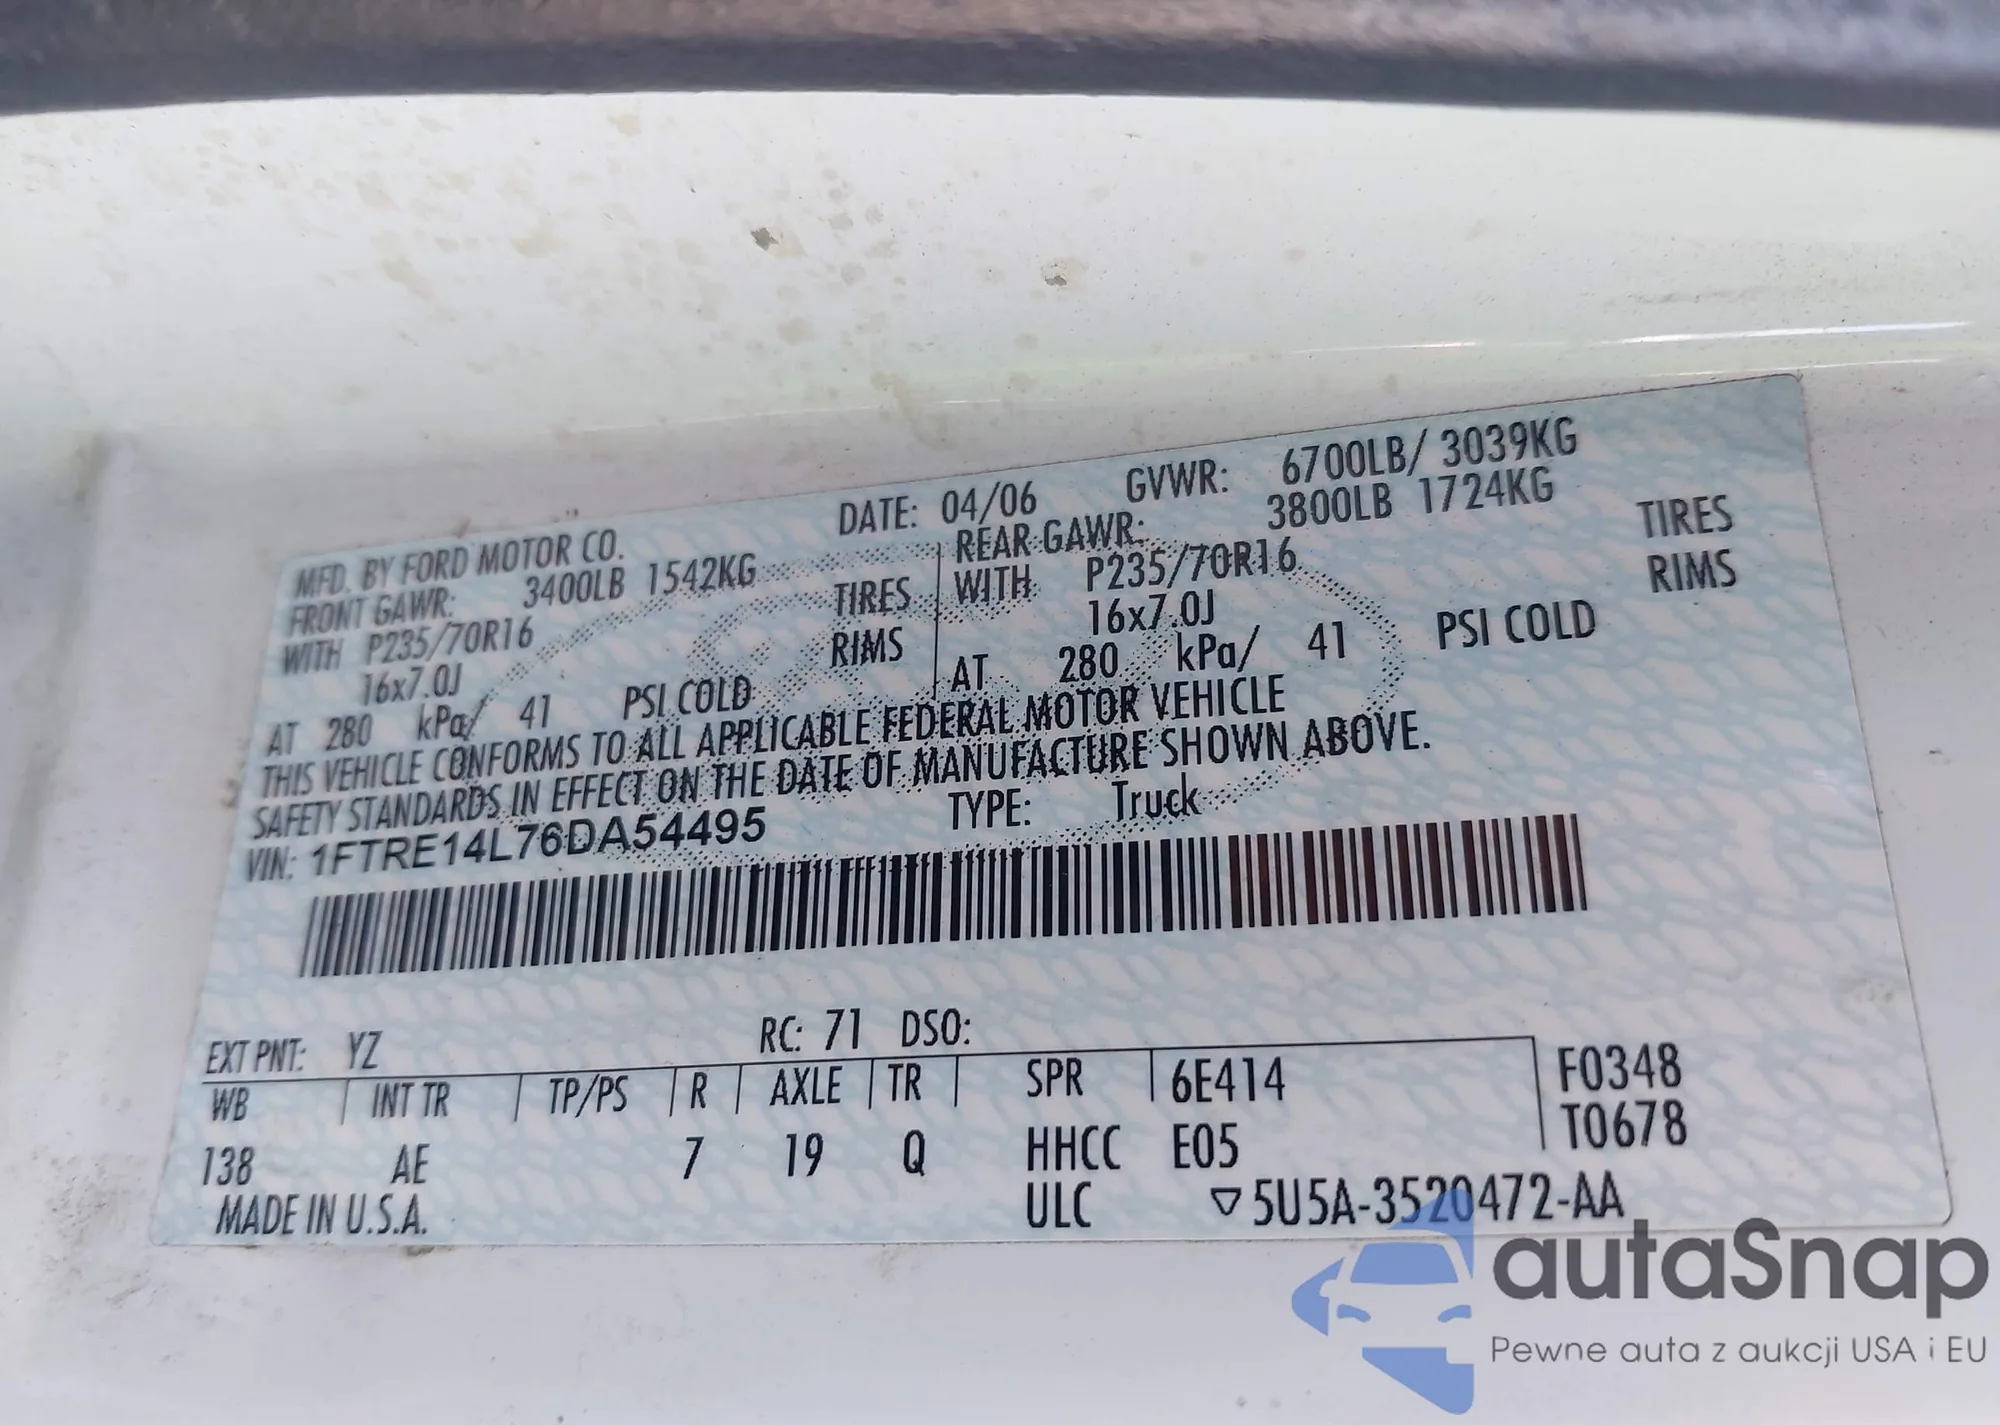 MFD. BY FORD MOTOR CO. DATE: 04/06 GVWR: 6700LB/ 3039KG
FRONT GAWR: 3400LB 1542KG REAR GAWR: 3800LB 1724KG
WITH P235/70R16 TIRES WITH P235/70R16 TIRES
16x7.0J RIMS 16x7.0J RIMS
AT 280 kPa/ 41 PSI COLD AT 280 kPa/ 41 PSI COLD
THIS VEHICLE CONFORMS TO ALL APPLICABLE FEDERAL MOTOR VEHICLE
SAFETY STANDARDS IN EFFECT ON THE DATE OF MANUFACTURE SHOWN ABOVE.
VIN: 1FTRE14L76DA54495 TYPE: Truck
EXT PNT: YZ RC: 71 DSO:
WB INT TR TP/PS R AXLE TR SPR 6E414 F0348
138 AE 7 19 Q HHCC E05 T0678
MADE IN U.S.A. ULC ▽5U5A-3520472-AA
autaSnap
Pewne auta z aukcji USA i EU